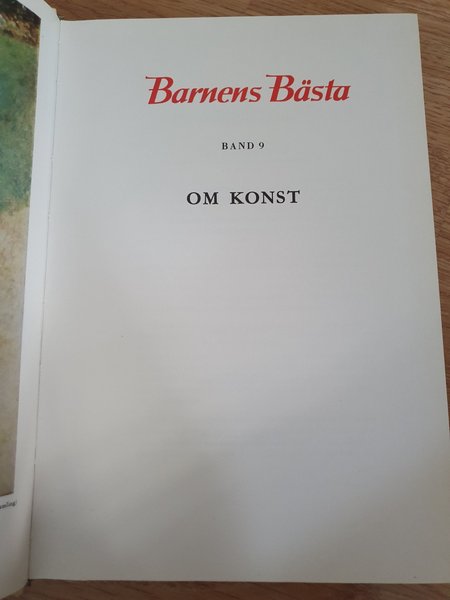 Barnens Bästa
BAND 9
OM KONST